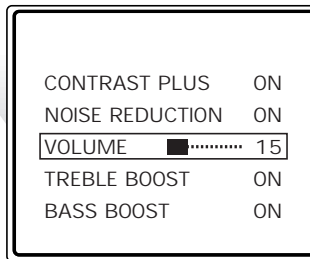 CONTRAST PLUS ON
NOISE REDUCTION ON
VOLUME 15
TREBLE BOOST ON
BASS BOOST ON